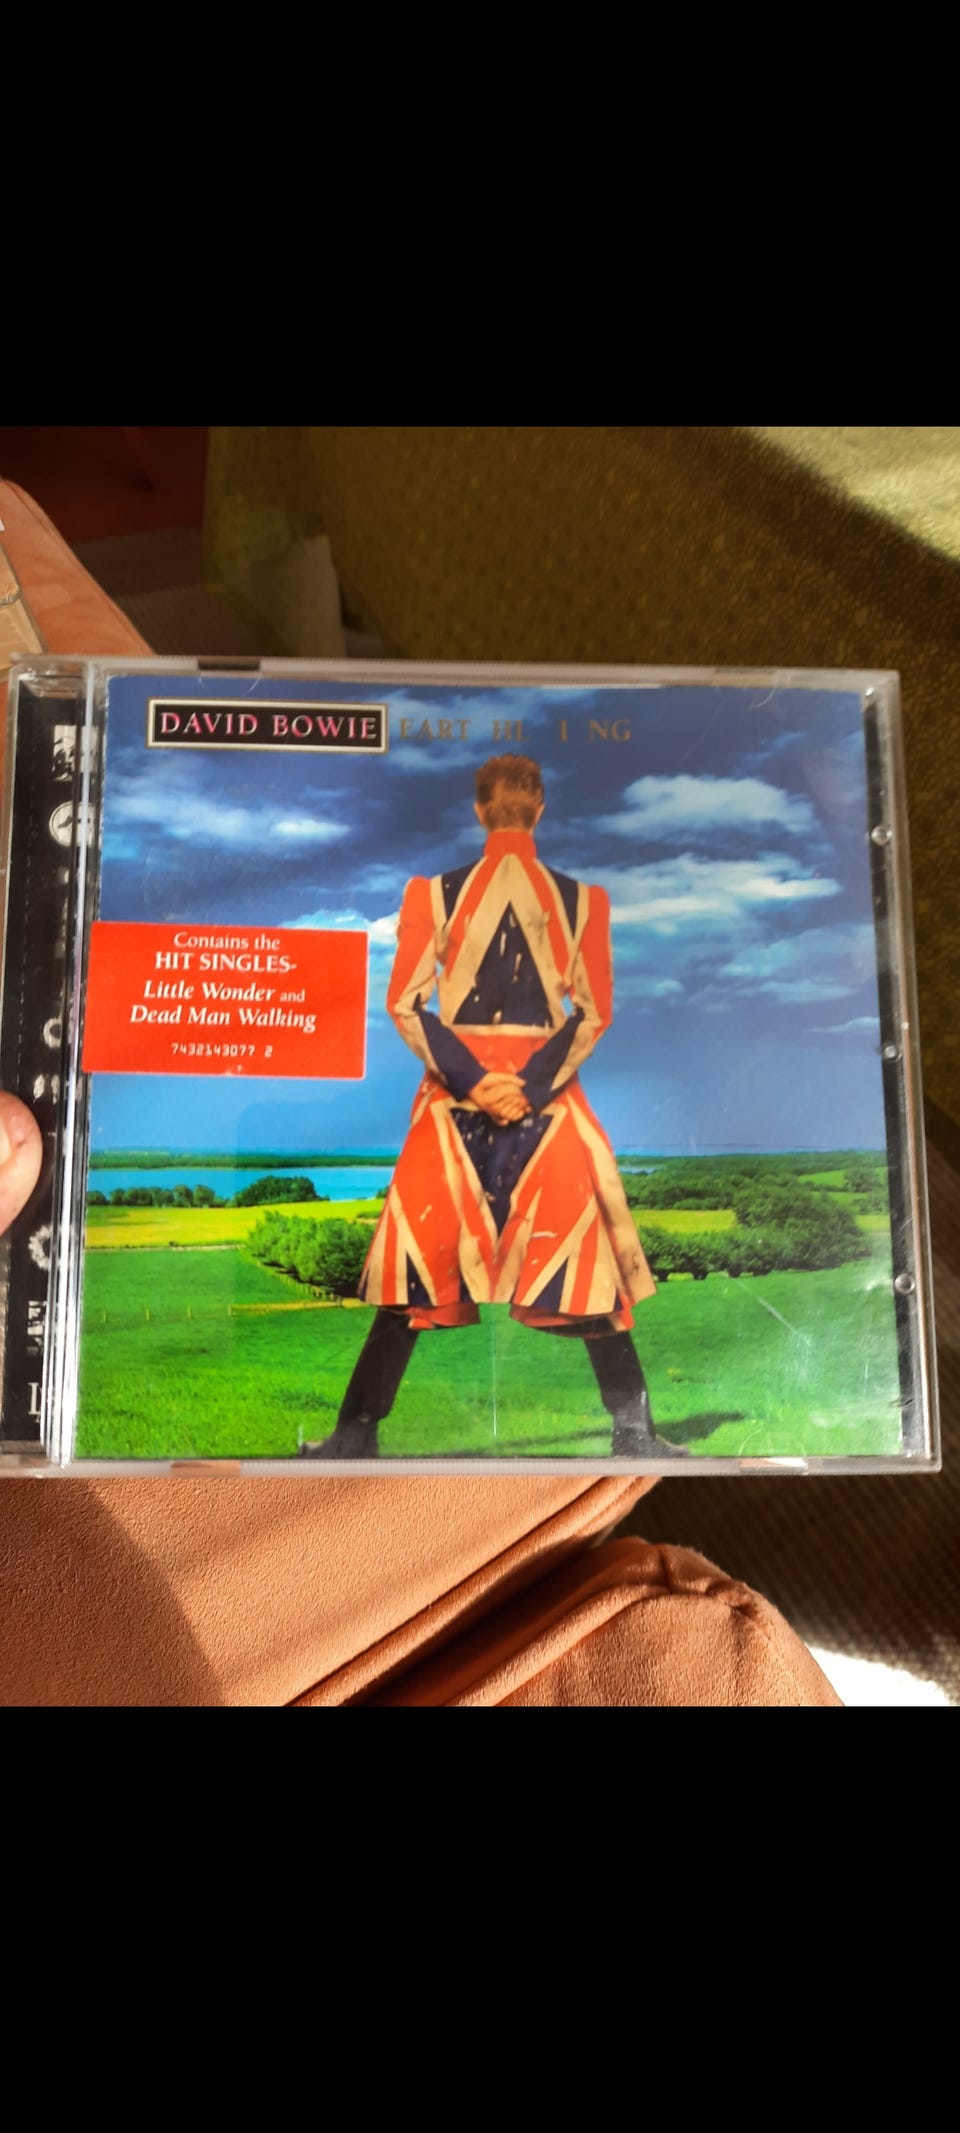 DAVID BOWIE EART HL I NG
Contains the
HIT SINGLES-
Little Wonder and
Dead Man Walking
7432143077 2